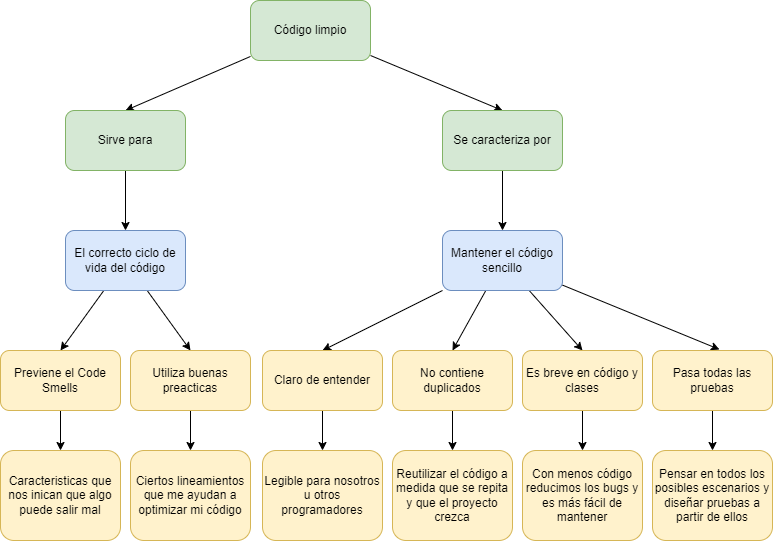 Código limpio
Sirve para
Se caracteriza por
El correcto ciclo de
vida del código
Mantener el código
sencillo
Previene el Code
Smells
Utiliza buenas
preacticas
Claro de entender
No contiene
duplicados
Es breve en código y
clases
Pasa todas las
pruebas
Caracteristicas que
nos inican que algo
puede salir mal
Ciertos lineamientos
que me ayudan a
optimizar mi código
Legible para nosotros
u otros
programadores
Reutilizar el código a
medida que se repita
y que el proyecto
crezca
Con menos código
reducimos los bugs y
es más fácil de
mantener
Pensar en todos los
posibles escenarios y
diseñar pruebas a
partir de ellos